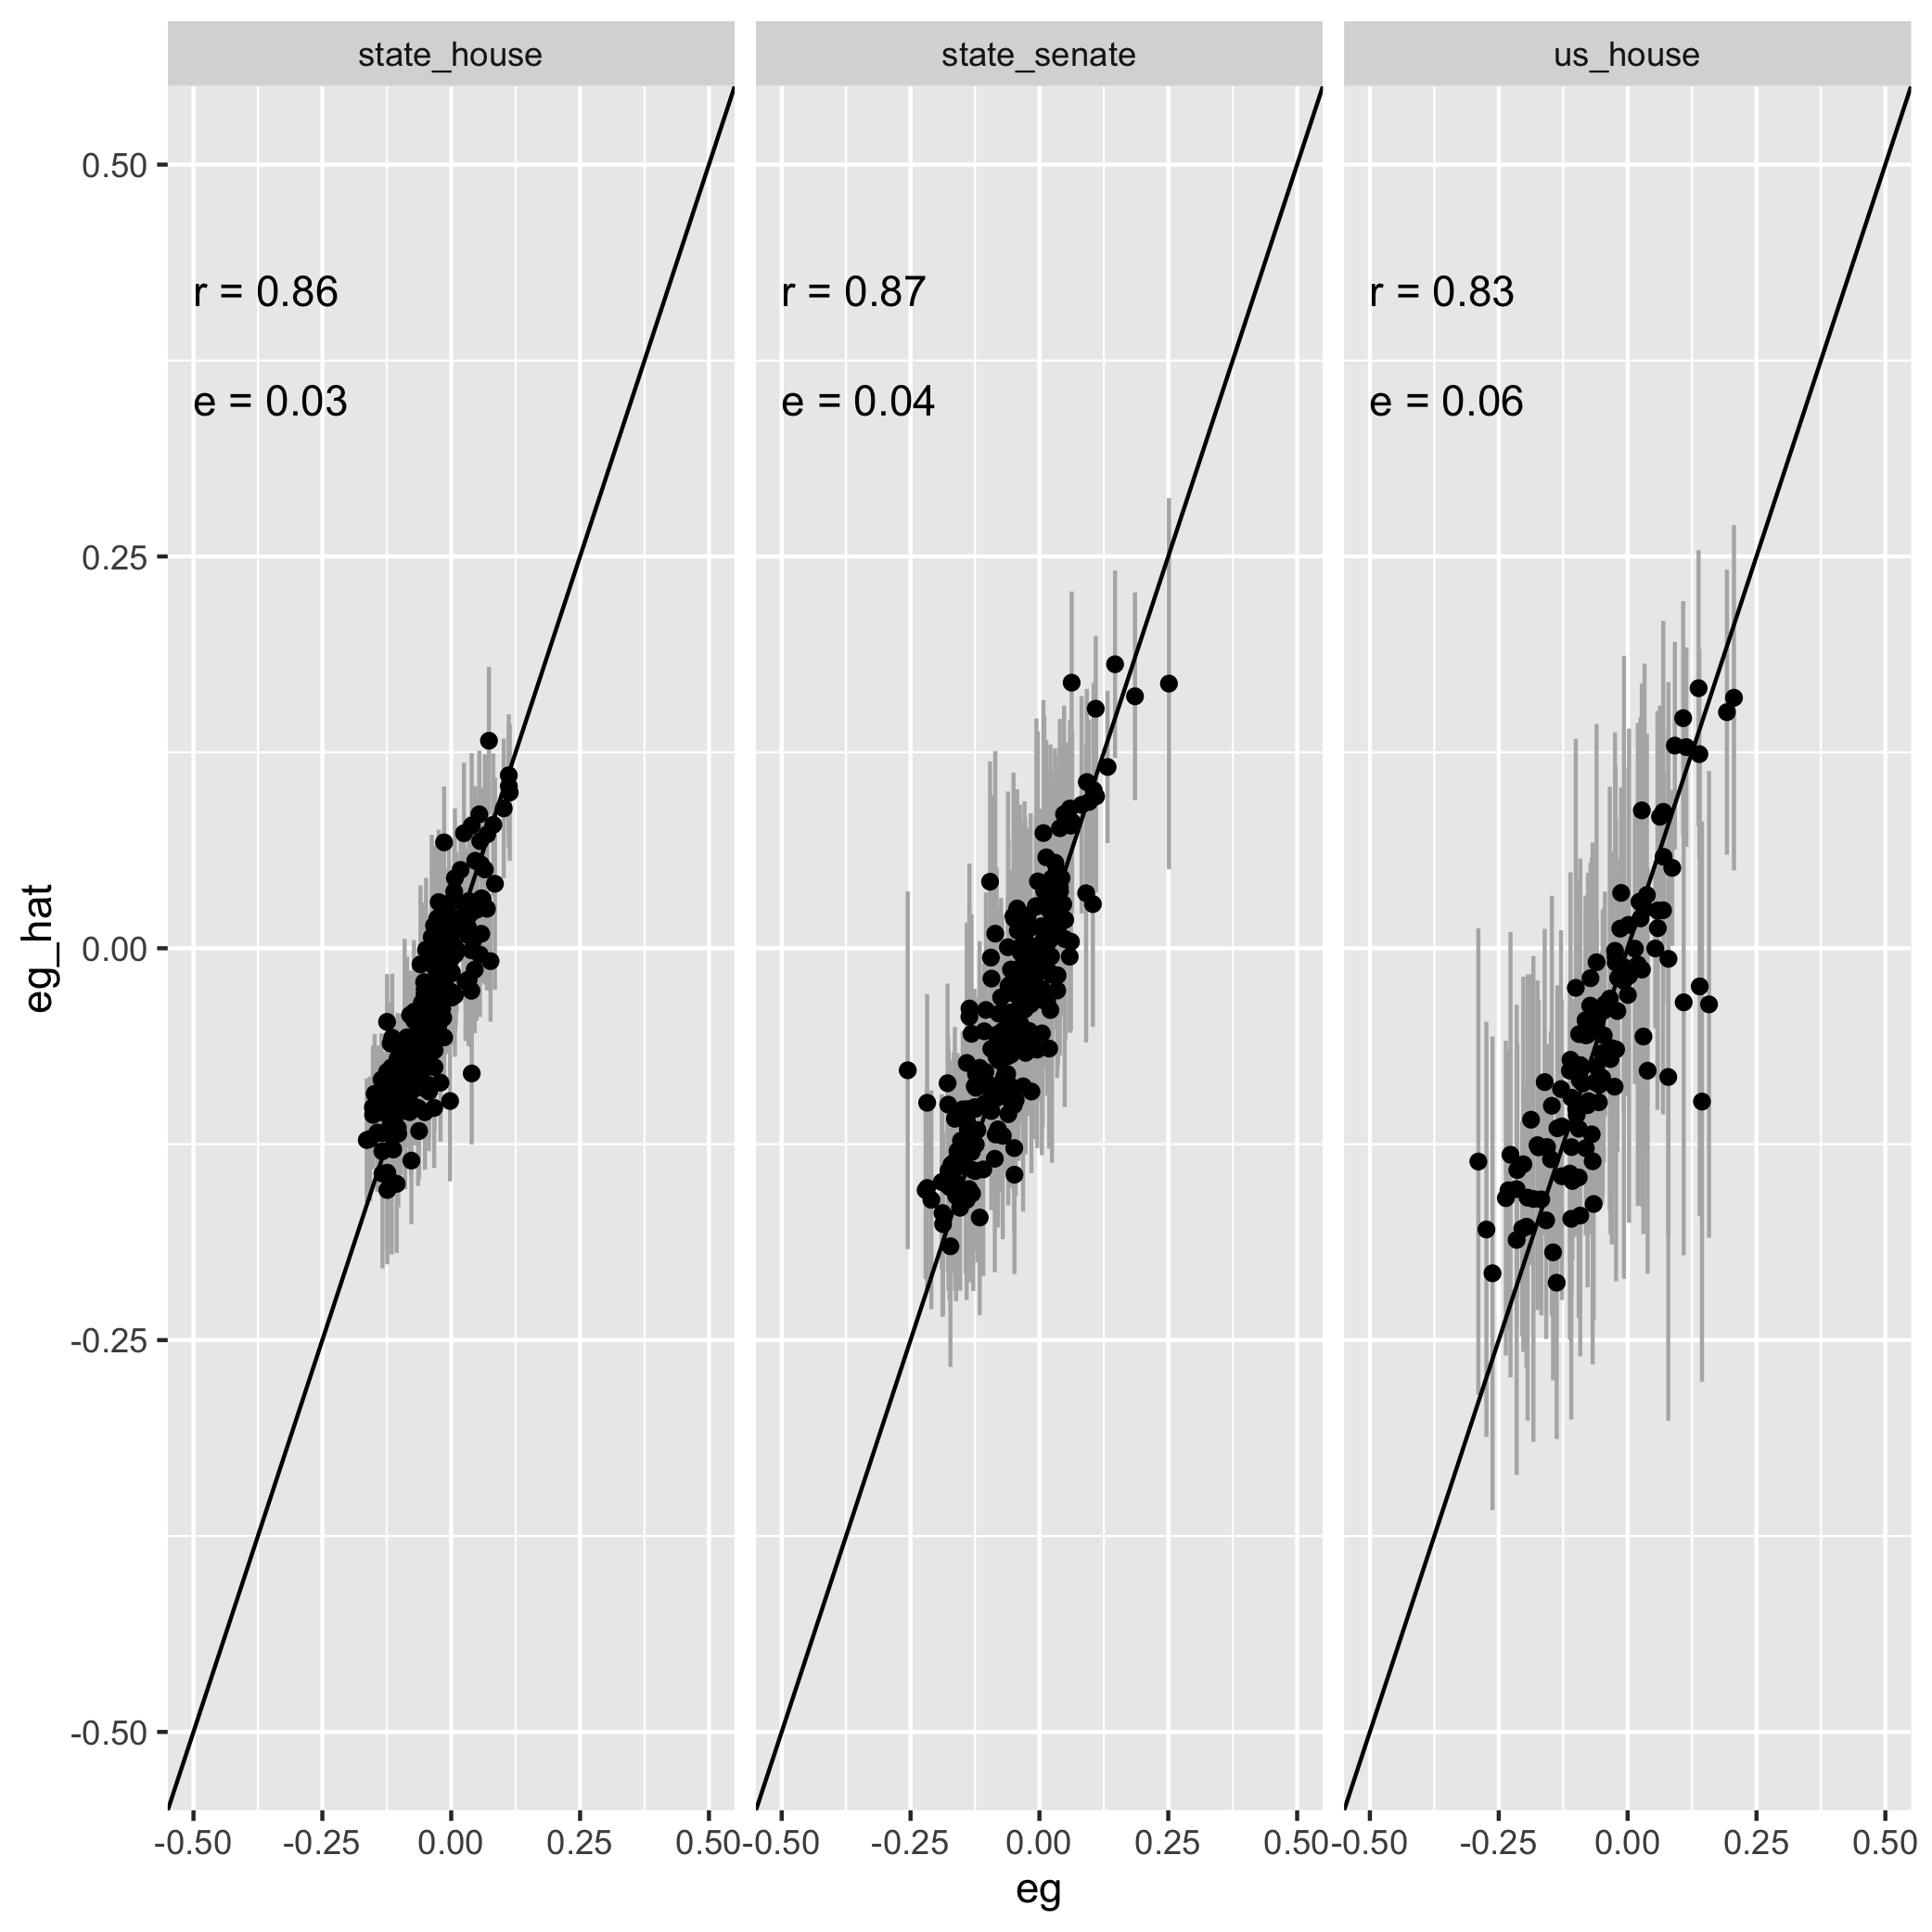 state_house state_senate us_house
0.50
r = 0.86 r = 0.87 r = 0.83
e = 0.03 e = 0.04 e = 0.06
0.25
0.00
eg_hat
-0.25
-0.50
-0.50 -0.25 0.00 0.25 0.50 -0.50 -0.25 0.00 0.25 0.50 -0.50 -0.25 0.00 0.25 0.50
eg